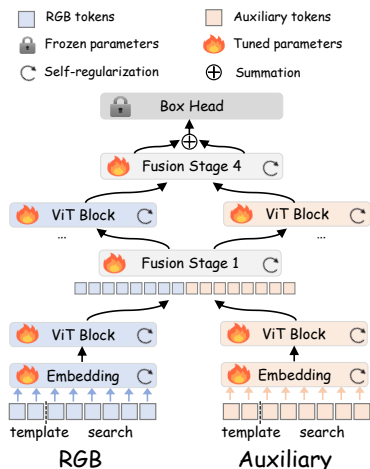 RGB tokens
Auxiliary tokens
Frozen parameters
Tuned parameters
Self-regularization
Summation
Box Head
Fusion Stage 4
ViT Block
ViT Block
...
...
Fusion Stage 1
ViT Block
ViT Block
Embedding
Embedding
template search
template search
RGB
Auxiliary